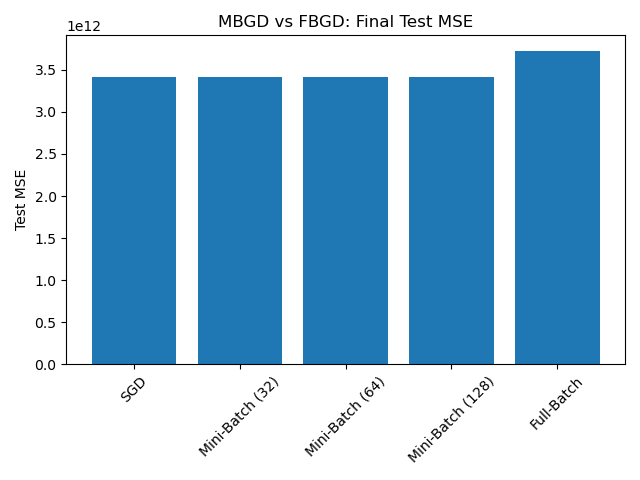 MBGD vs FBGD: Final Test MSE
1e12
Test MSE
3.5
3.0
2.5
2.0
1.5
1.0
0.5
0.0
SGD
Mini-Batch (32)
Mini-Batch (64)
Mini-Batch (128)
Full-Batch